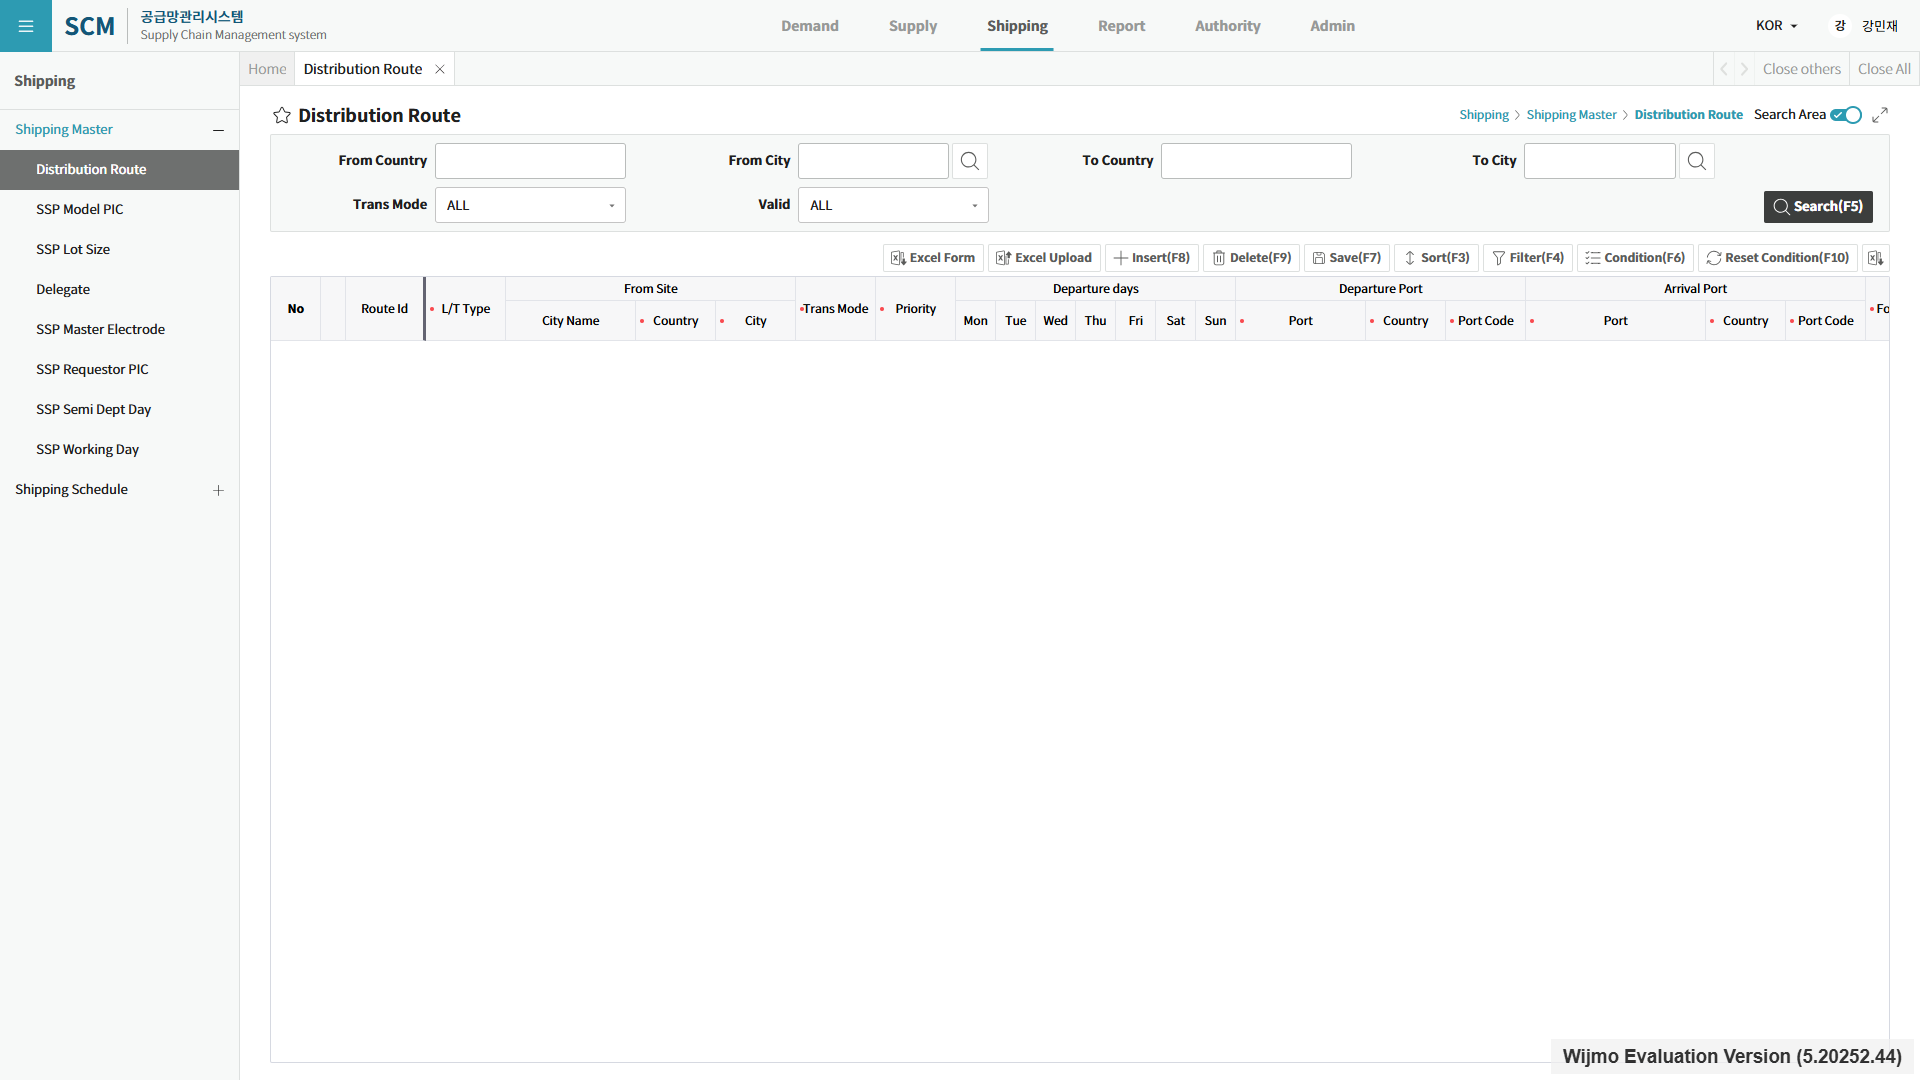 SCM
공급망관리시스템
Supply Chain Management system
Demand
Supply
Shipping
Report
Authority
Admin
KOR
강
강민재
Shipping
Home
Distribution Route
Close others
Close All
Shipping Master
Distribution Route
SSP Model PIC
SSP Lot Size
Delegate
SSP Master Electrode
SSP Requestor PIC
SSP Semi Dept Day
SSP Working Day
Shipping Schedule
Distribution Route
Shipping > Shipping Master > Distribution Route
Search Area
From Country
From City
To Country
To City
Trans Mode
ALL
Valid
ALL
Search(F5)
Excel Form
Excel Upload
Insert(F8)
Delete(F9)
Save(F7)
Sort(F3)
Filter(F4)
Condition(F6)
Reset Condition(F10)
No
Route Id
L/T Type
From Site
City Name
Country
City
Trans Mode
Priority
Departure days
Mon
Tue
Wed
Thu
Fri
Sat
Sun
Departure Port
Port
Country
Port Code
Arrival Port
Port
Country
Port Code
Fo
Wijmo Evaluation Version (5.20252.44)